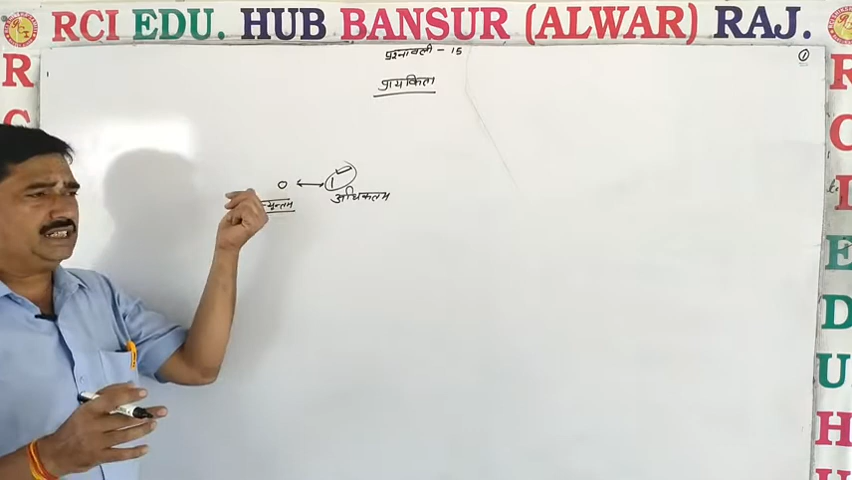 RCI EDU. HUB BANSUR (ALWAR) RAJ.
प्रश्नावली - 15
1
प्रायिकता
0 ↔ 1
न्यूनतम अधिकतम
R
C
I
E
D
U
H
U
R